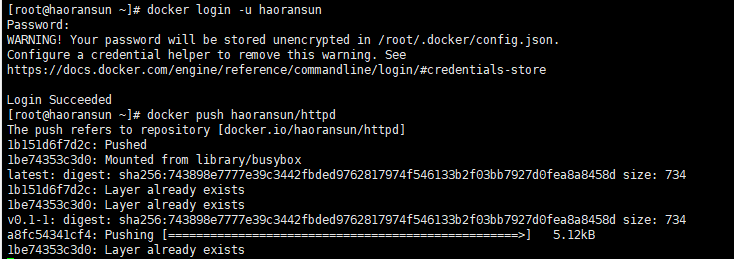 [root@haoransun ~]# docker login -u haoransun
Password:
WARNING! Your password will be stored unencrypted in /root/.docker/config.json.
Configure a credential helper to remove this warning. See
https://docs.docker.com/engine/reference/commandline/login/#credentials-store

Login Succeeded
[root@haoransun ~]# docker push haoransun/httpd
The push refers to repository [docker.io/haoransun/httpd]
1b151d6f7d2c: Pushed
1be74353c3d0: Mounted from library/busybox
latest: digest: sha256:743898e7777e39c3442fbded9762817974f546133b2f03bb7927d0fea8a8458d size: 734
1b151d6f7d2c: Layer already exists
1be74353c3d0: Layer already exists
v0.1-1: digest: sha256:743898e7777e39c3442fbded9762817974f546133b2f03bb7927d0fea8a8458d size: 734
a8fc54341cf4: Pushing [==================================================>]   5.12kB
1be74353c3d0: Layer already exists